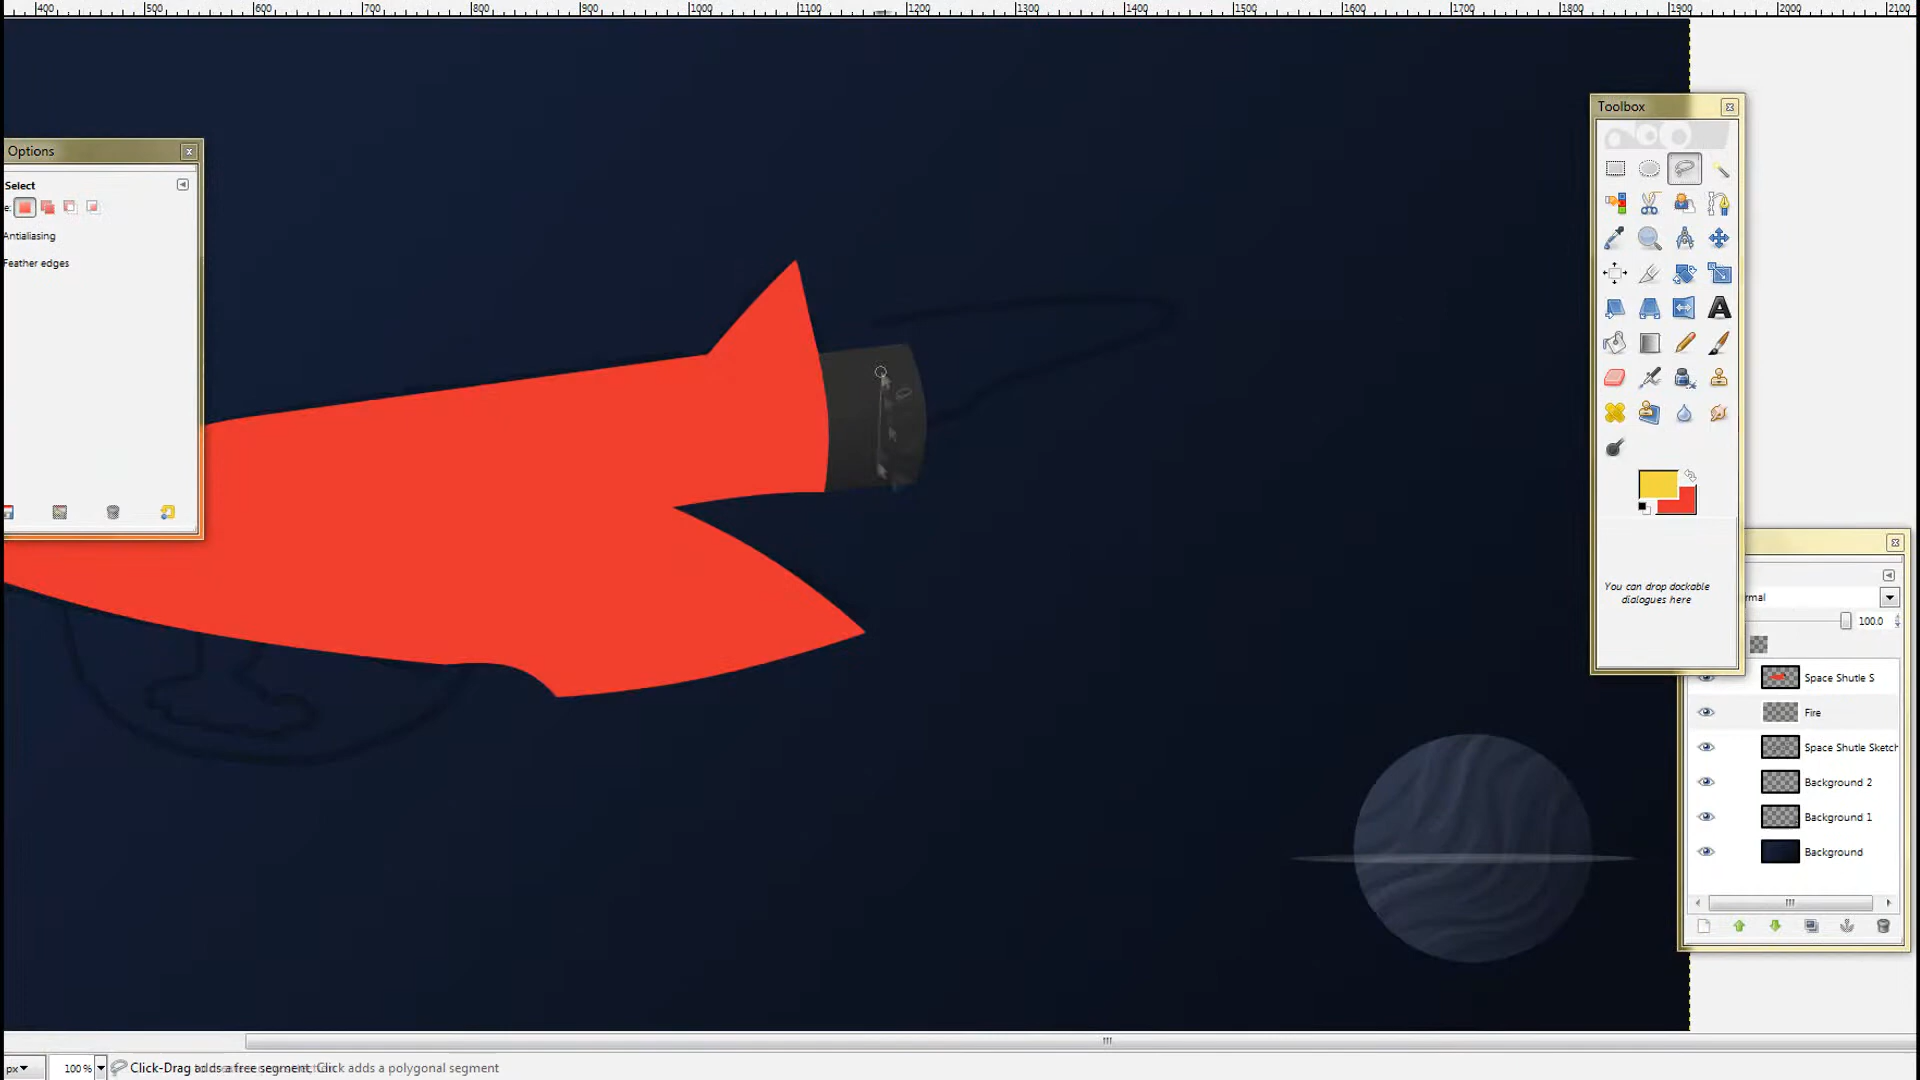 400 500 600 700 800 900 1000 1100 1200 1300 1400 1500 1600 1700 1800 1900 2000 2100
Toolbox
Options
Select
e:
Antialiasing
Feather edges
You can drop dockable
dialogues here
rmal
100.0
Space Shutle S
Fire
Space Shutle Sketch
Background 2
Background 1
Background
px
100 %
Click-Drag adds a free segment, Click adds a polygonal segment